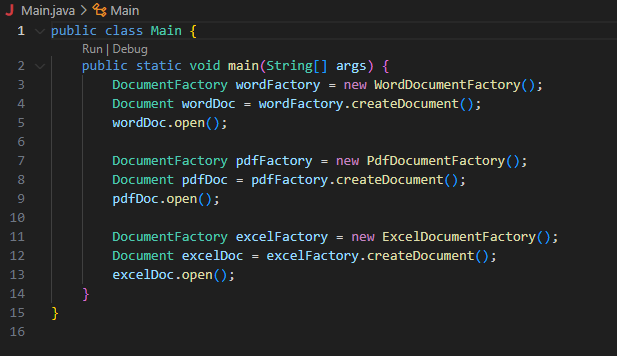 Main.java > Main
1 public class Main {
Run | Debug
2     public static void main(String[] args) {
3         DocumentFactory wordFactory = new WordDocumentFactory();
4         Document wordDoc = wordFactory.createDocument();
5         wordDoc.open();
6
7         DocumentFactory pdfFactory = new PdfDocumentFactory();
8         Document pdfDoc = pdfFactory.createDocument();
9         pdfDoc.open();
10
11         DocumentFactory excelFactory = new ExcelDocumentFactory();
12         Document excelDoc = excelFactory.createDocument();
13         excelDoc.open();
14     }
15 }
16